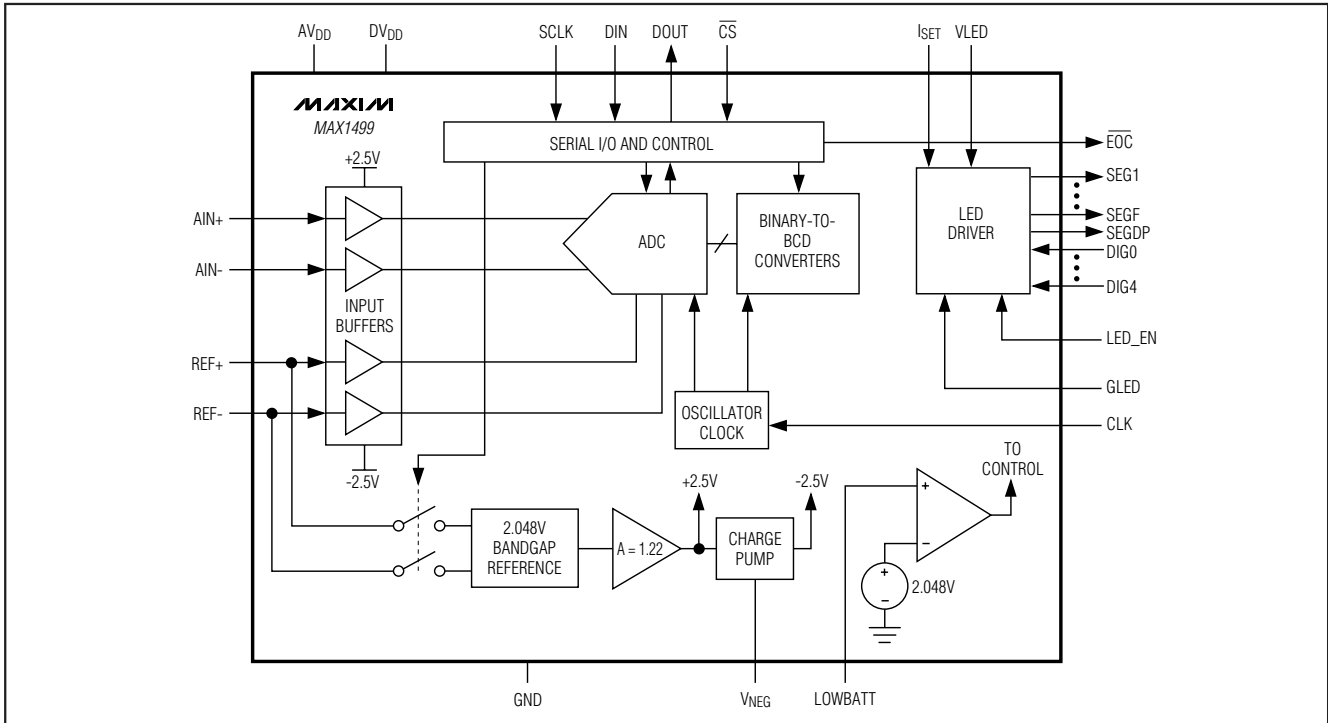 AVDD
DVDD
SCLK
DIN
DOUT
CS
ISET
VLED
MAXIM
MAX1499
SERIAL I/O AND CONTROL
EOC
+2.5V
SEG1
AIN+
ADC
BINARY-TO-
BCD
CONVERTERS
LED
DRIVER
SEGF
SEGDP
DIG0
AIN-
DIG4
INPUT
BUFFERS
LED_EN
REF+
GLED
REF-
OSCILLATOR
CLOCK
CLK
-2.5V
TO
CONTROL
+2.5V
-2.5V
+
2.048V
BANDGAP
REFERENCE
A = 1.22
CHARGE
PUMP
−
+
−
2.048V
GND
VNEG
LOWBATT